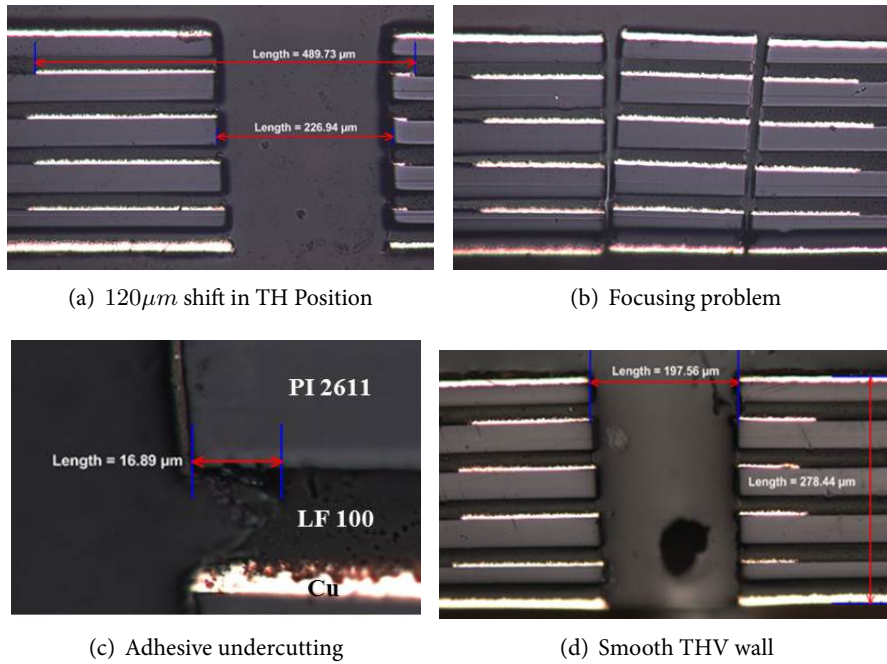 Length = 489.73 µm
Length = 226.94 µm
(a) 120µm shift in TH Position
(b) Focusing problem
PI 2611
Length = 16.89 µm
LF 100
Cu
Length = 197.56 µm
Length = 278.44 µm
(c) Adhesive undercutting
(d) Smooth THV wall